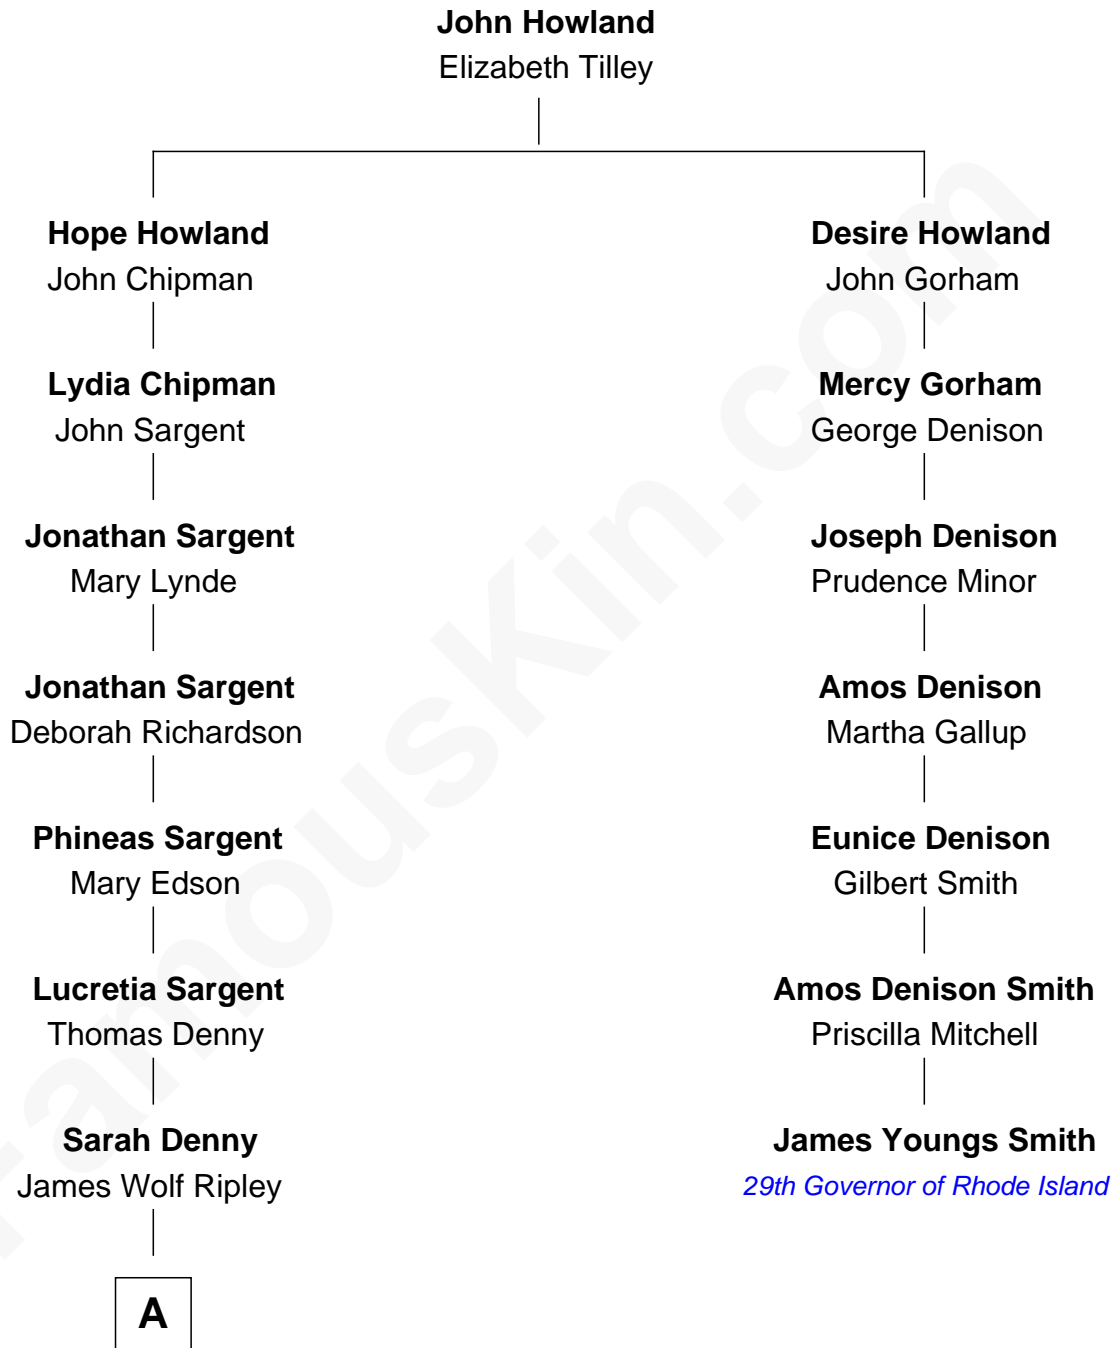 John Howland
Elizabeth Tilley
Hope Howland
John Chipman
Desire Howland
John Gorham
Lydia Chipman
John Sargent
Mercy Gorham
George Denison
Jonathan Sargent
Mary Lynde
Joseph Denison
Prudence Minor
Jonathan Sargent
Deborah Richardson
Amos Denison
Martha Gallup
Phineas Sargent
Mary Edson
Eunice Denison
Gilbert Smith
Lucretia Sargent
Thomas Denny
Amos Denison Smith
Priscilla Mitchell
Sarah Denny
James Wolf Ripley
James Youngs Smith
29th Governor of Rhode Island
A
FamousKin.com